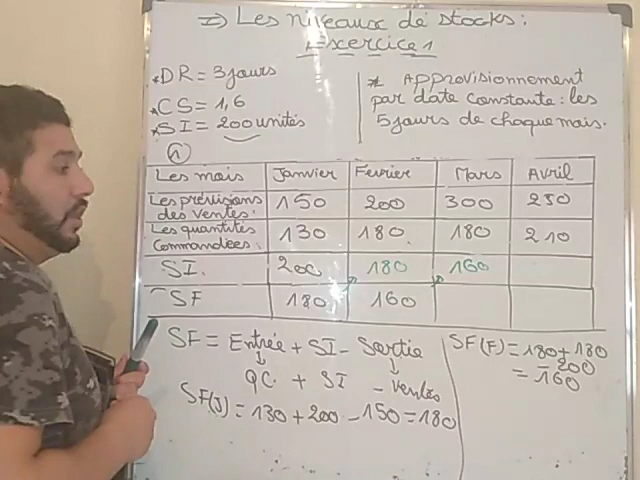 I) Les niveaux de stocks :
Exercice 1
* DR = 3 jours
* CS = 1,6
* SI = 200 unités
* Approvisionnement
par date constante : les
5 jours de chaque mois.
1
Les mois Janvier Février Mars Avril
Les prévisions des ventes : 150 200 300 250
Les quantités commandées : 130 180 180 210
SI. 200 180 160
SF 180 160
SF = Entrée + SI - Sortie
QC + SI - Ventes
SF(J) = 130 + 200 - 150 = 180
SF(F) = 180 + 180
- 200
= 160